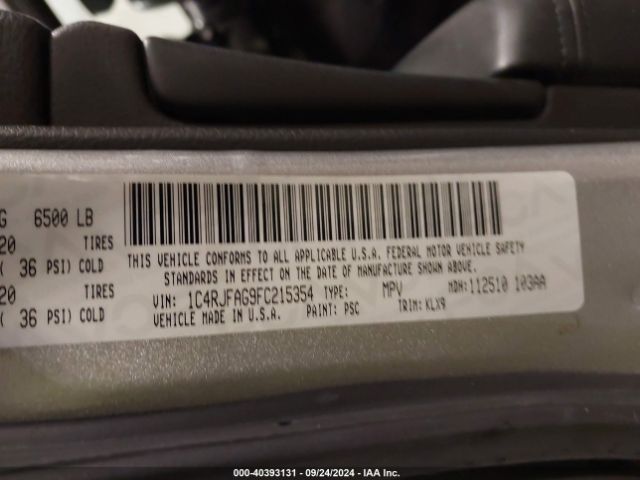 G 6500 LB
20 TIRES
( 36 PSI) COLD
20 TIRES
( 36 PSI) COLD
THIS VEHICLE CONFORMS TO ALL APPLICABLE U.S.A. FEDERAL MOTOR VEHICLE SAFETY
STANDARDS IN EFFECT ON THE DATE OF MANUFACTURE SHOWN ABOVE.
VIN: 1C4RJFAG9FC215354 TYPE: MPV MDH:112510 103AA
VEHICLE MADE IN U.S.A. PAINT: PSC TRIM: KLX9
000-40393131 - 09/24/2024 - IAA Inc.